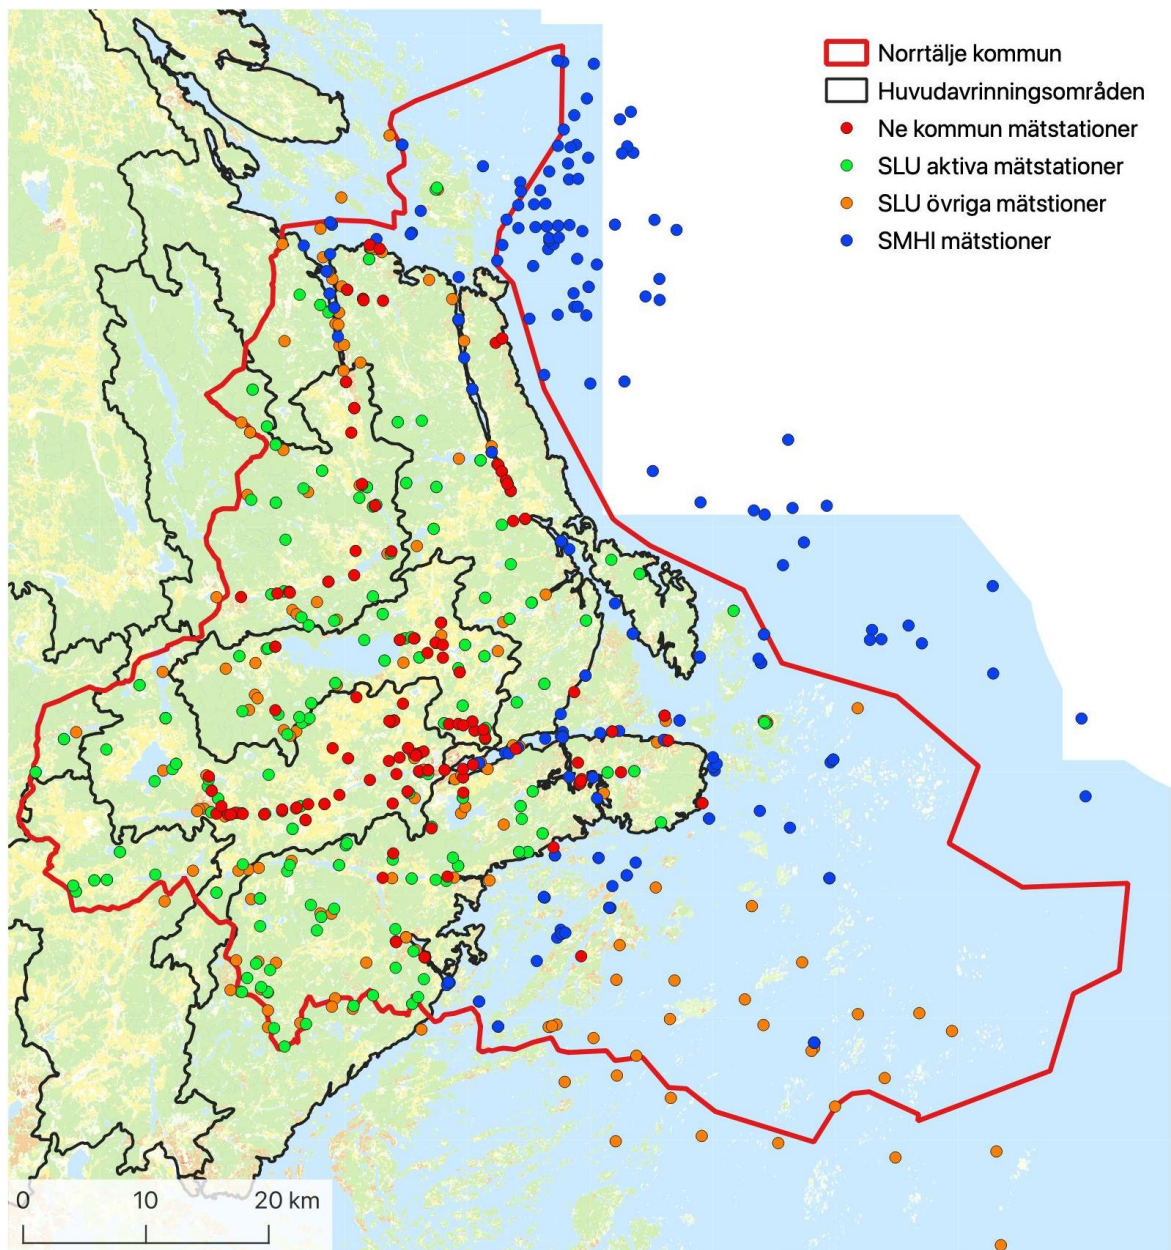 Norrtälje kommun
Huvudavrinningsområden
Ne kommun mätstationer
SLU aktiva mätstationer
SLU övriga mätstioner
SMHI mätstioner
0 10 20 km